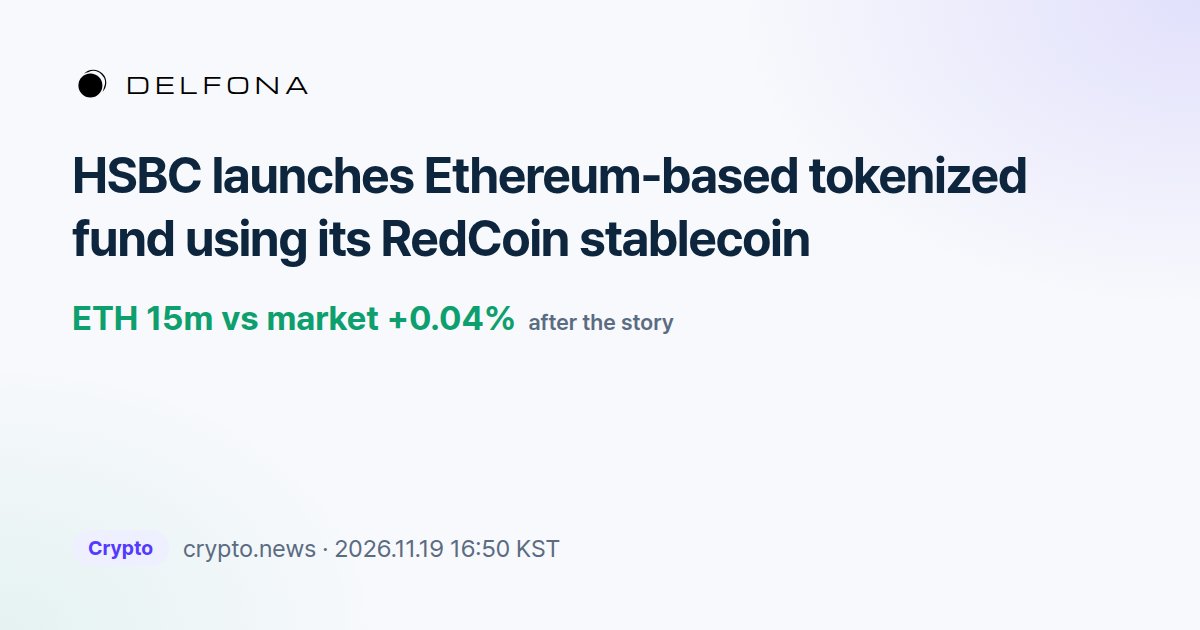 DELFONA
HSBC launches Ethereum-based tokenized
fund using its RedCoin stablecoin
ETH 15m vs market +0.04% after the story
Crypto crypto.news · 2026.11.19 16:50 KST